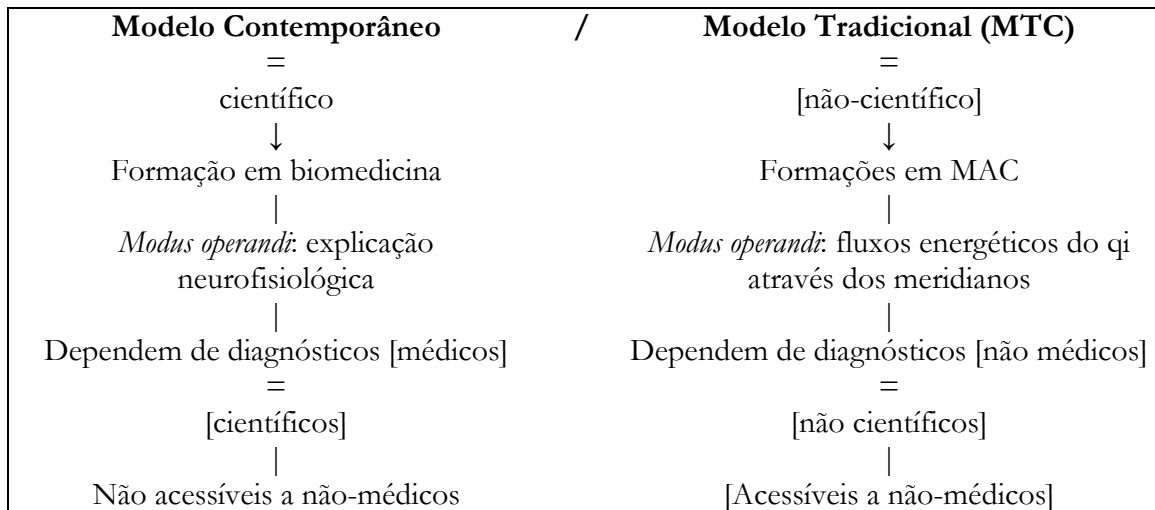 Modelo Contemporâneo / Modelo Tradicional (MTC)
= =
científico [não-científico]
↓ ↓
Formação em biomedicina Formações em MAC
| |
Modus operandi: explicação Modus operandi: fluxos energéticos do qi
neurofisiológica através dos meridianos
| |
Dependem de diagnósticos [médicos] Dependem de diagnósticos [não médicos]
= =
[científicos] [não científicos]
| |
Não acessíveis a não-médicos [Acessíveis a não-médicos]